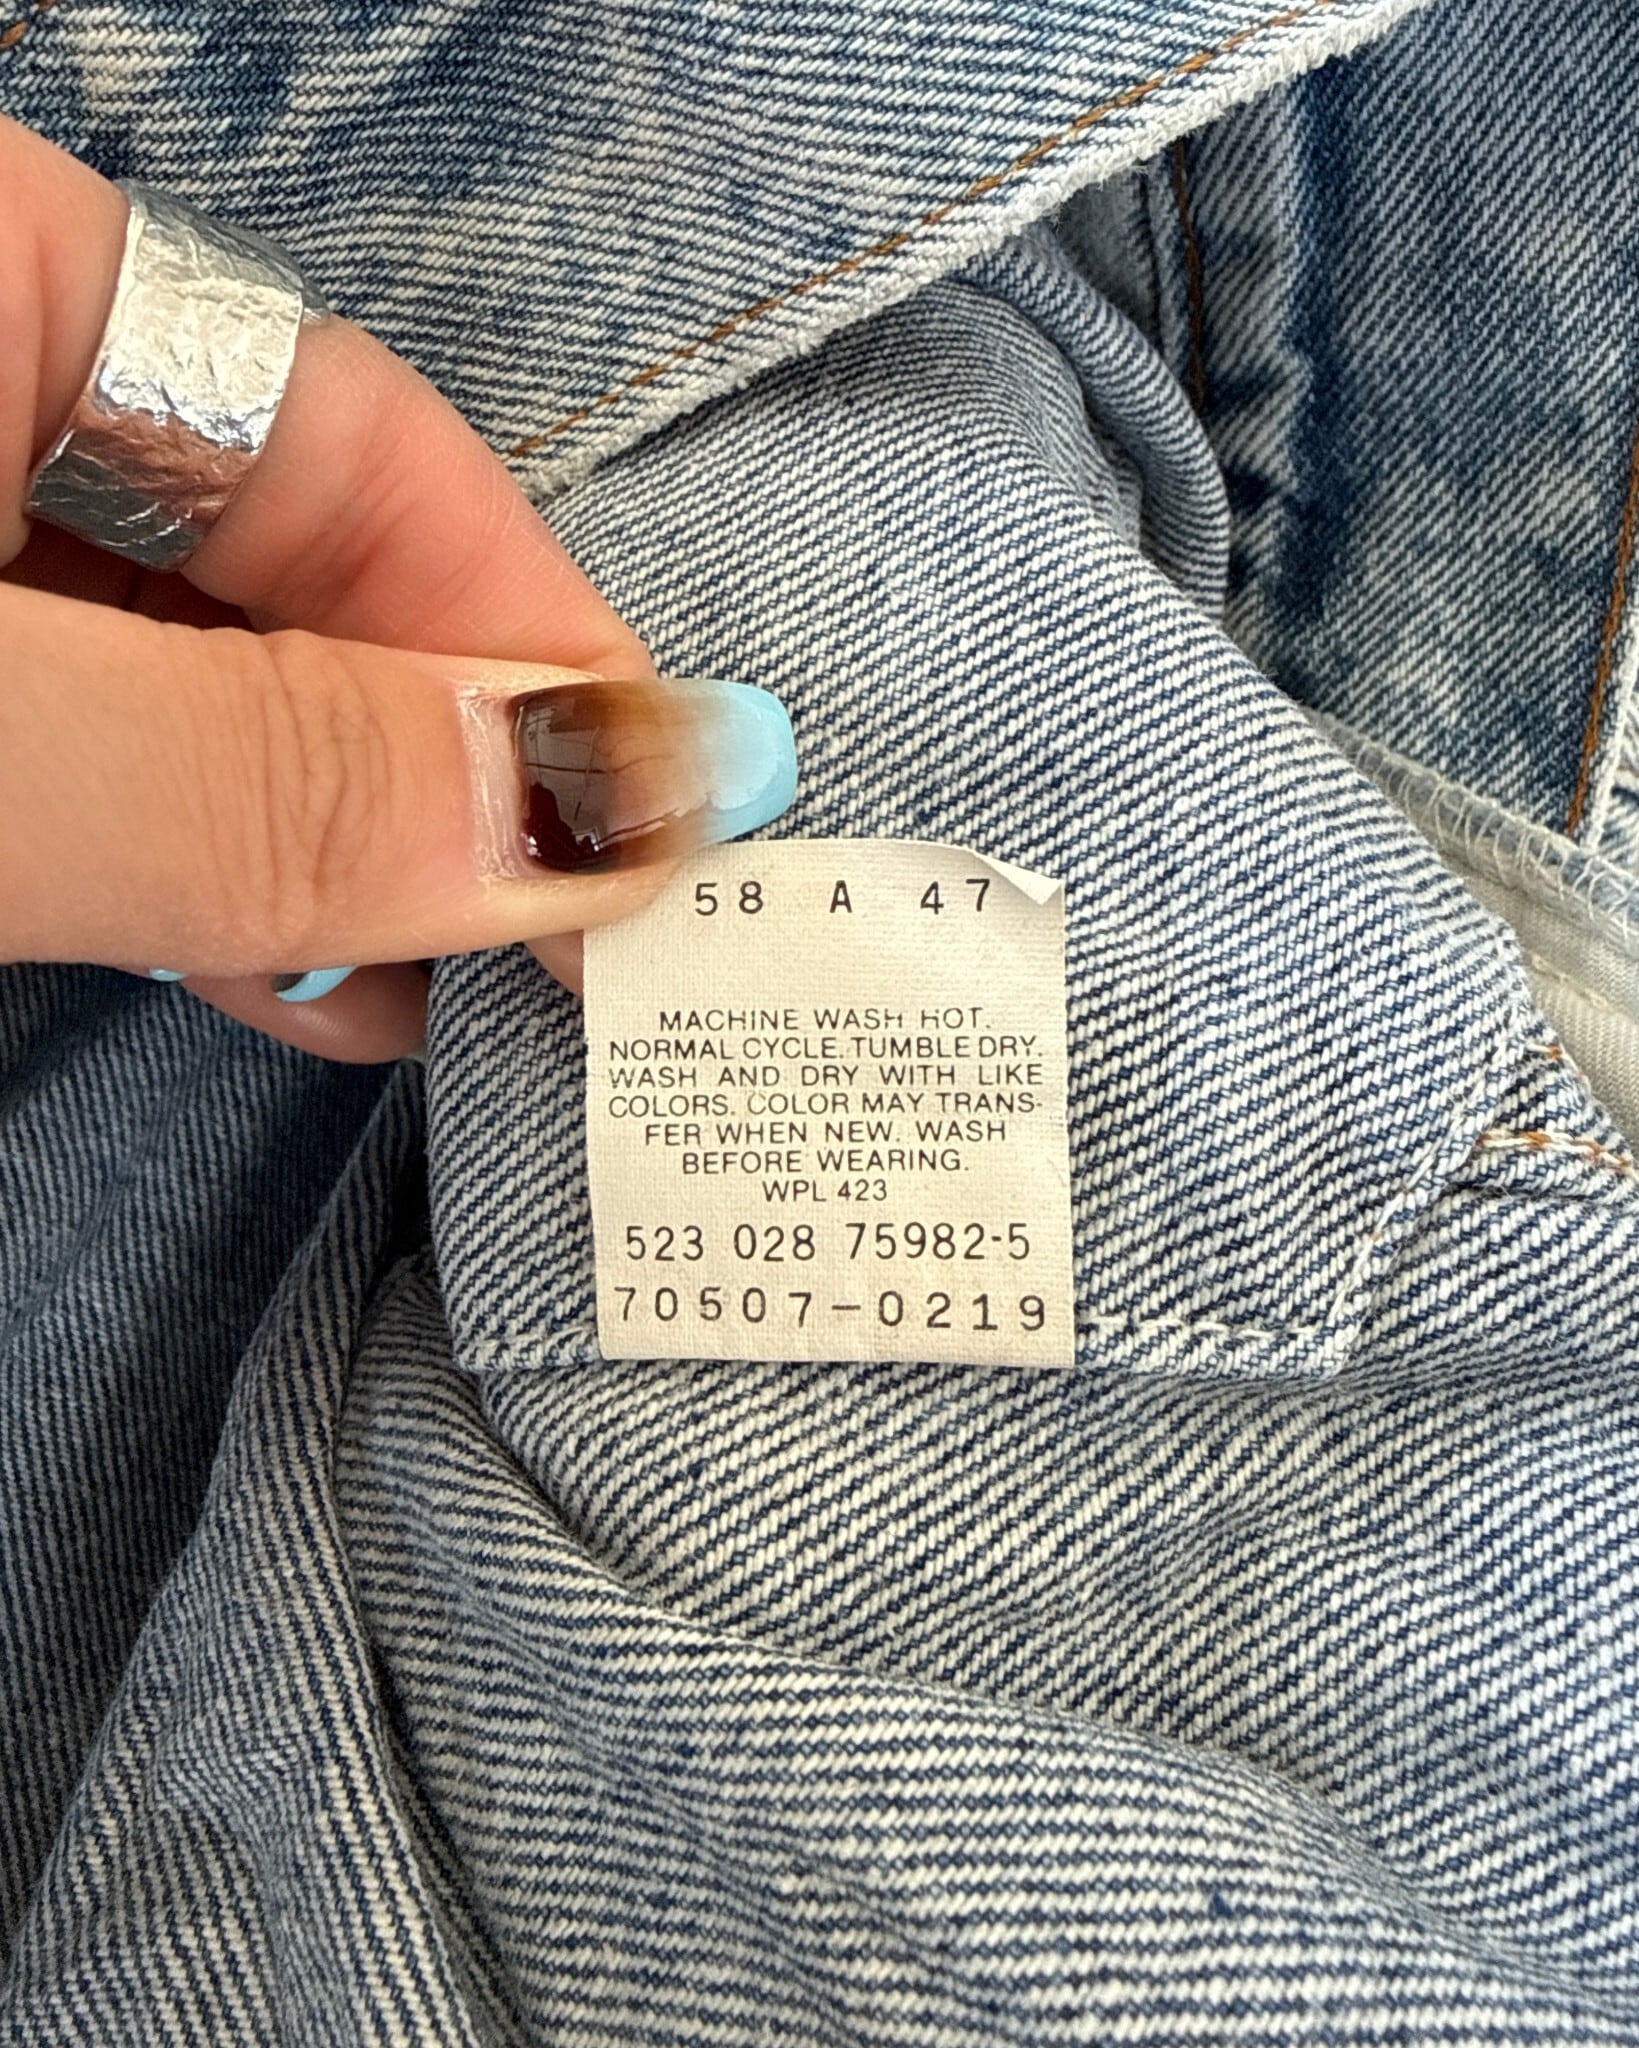 58 A 47
MACHINE WASH HOT.
NORMAL CYCLE. TUMBLE DRY.
WASH AND DRY WITH LIKE
COLORS. COLOR MAY TRANS-
FER WHEN NEW. WASH
BEFORE WEARING.
WPL 423
523 028 75982-5
70507-0219